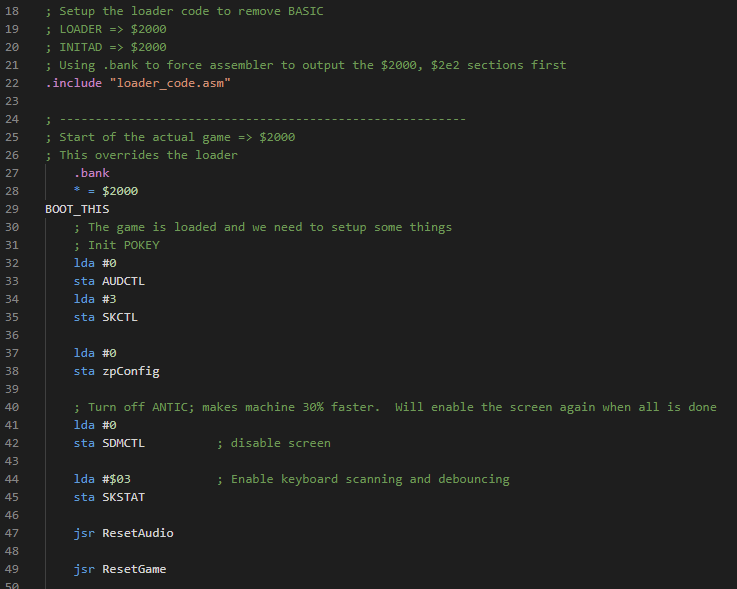 18 ; Setup the loader code to remove BASIC
19 ; LOADER => $2000
20 ; INITAD => $2000
21 ; Using .bank to force assembler to output the $2000, $2e2 sections first
22 .include "loader_code.asm"
23
24 ; ---------------------------------------------------------
25 ; Start of the actual game => $2000
26 ; This overrides the loader
27 .bank
28 * = $2000
29 BOOT_THIS
30 ; The game is loaded and we need to setup some things
31 ; Init POKEY
32 lda #0
33 sta AUDCTL
34 lda #3
35 sta SKCTL
36
37 lda #0
38 sta zpConfig
39
40 ; Turn off ANTIC; makes machine 30% faster.  Will enable the screen again when all is done
41 lda #0
42 sta SDMCTL ; disable screen
43
44 lda #$03 ; Enable keyboard scanning and debouncing
45 sta SKSTAT
46
47 jsr ResetAudio
48
49 jsr ResetGame
50